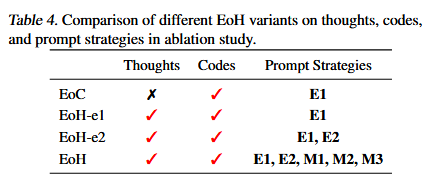 Table 4. Comparison of different EoH variants on thoughts, codes,
and prompt strategies in ablation study.
Thoughts Codes Prompt Strategies
EoC ✗ ✓ E1
EoH-e1 ✓ ✓ E1
EoH-e2 ✓ ✓ E1, E2
EoH ✓ ✓ E1, E2, M1, M2, M3